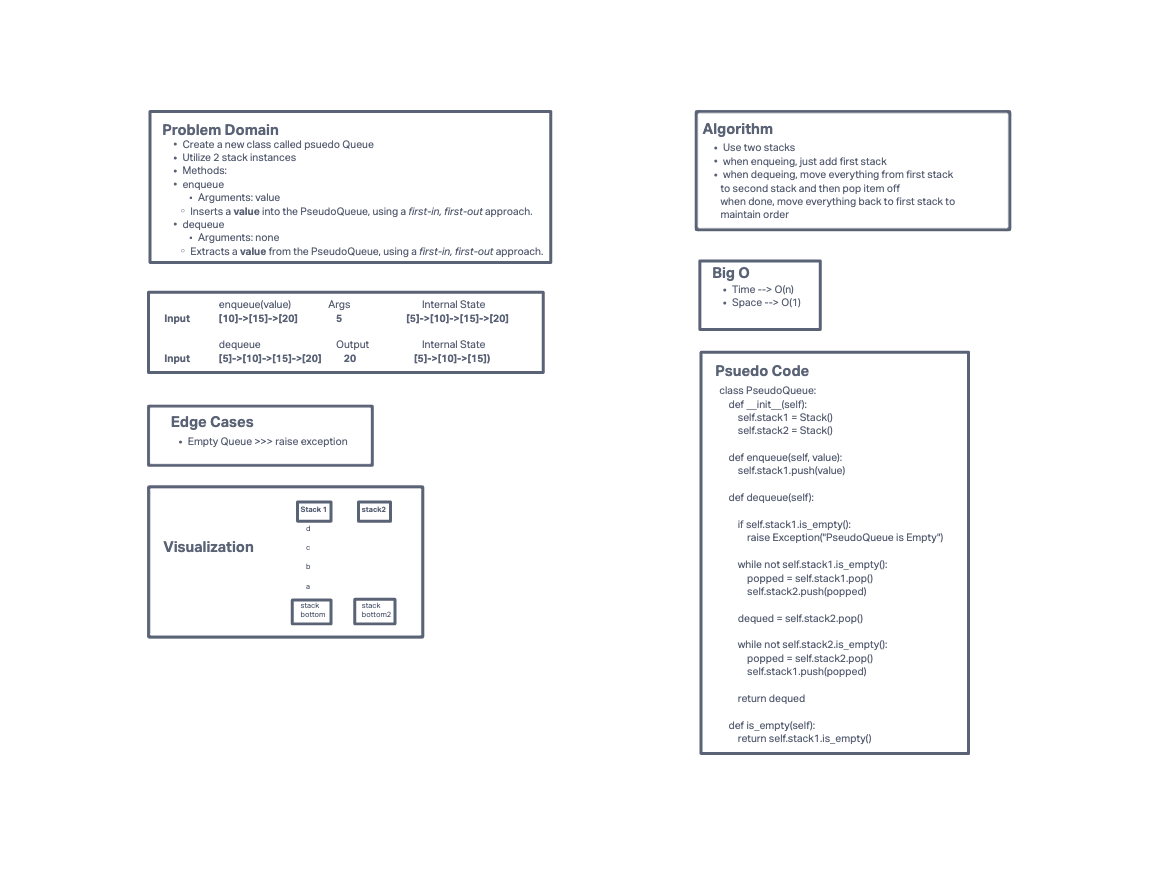 Problem Domain
• Create a new class called psuedo Queue
• Utilize 2 stack instances
• Methods:
• enqueue
• Arguments: value
○ Inserts a value into the PseudoQueue, using a first-in, first-out approach.
• dequeue
• Arguments: none
○ Extracts a value from the PseudoQueue, using a first-in, first-out approach.
enqueue(value) Args Internal State
Input [10]->[15]->[20] 5 [5]->[10]->[15]->[20]
dequeue Output Internal State
Input [5]->[10]->[15]->[20] 20 [5]->[10]->[15])
Edge Cases
• Empty Queue >>> raise exception
Visualization
Stack 1 stack2
d
c
b
a
stack
bottom
stack
bottom2
Algorithm
• Use two stacks
• when enqueing, just add first stack
• when dequeing, move everything from first stack
to second stack and then pop item off
when done, move everything back to first stack to
maintain order
Big O
• Time --> O(n)
• Space --> O(1)
Psuedo Code
class PseudoQueue:
def __init__(self):
self.stack1 = Stack()
self.stack2 = Stack()
def enqueue(self, value):
self.stack1.push(value)
def dequeue(self):
if self.stack1.is_empty():
raise Exception("PseudoQueue is Empty")
while not self.stack1.is_empty():
popped = self.stack1.pop()
self.stack2.push(popped)
dequed = self.stack2.pop()
while not self.stack2.is_empty():
popped = self.stack2.pop()
self.stack1.push(popped)
return dequed
def is_empty(self):
return self.stack1.is_empty()